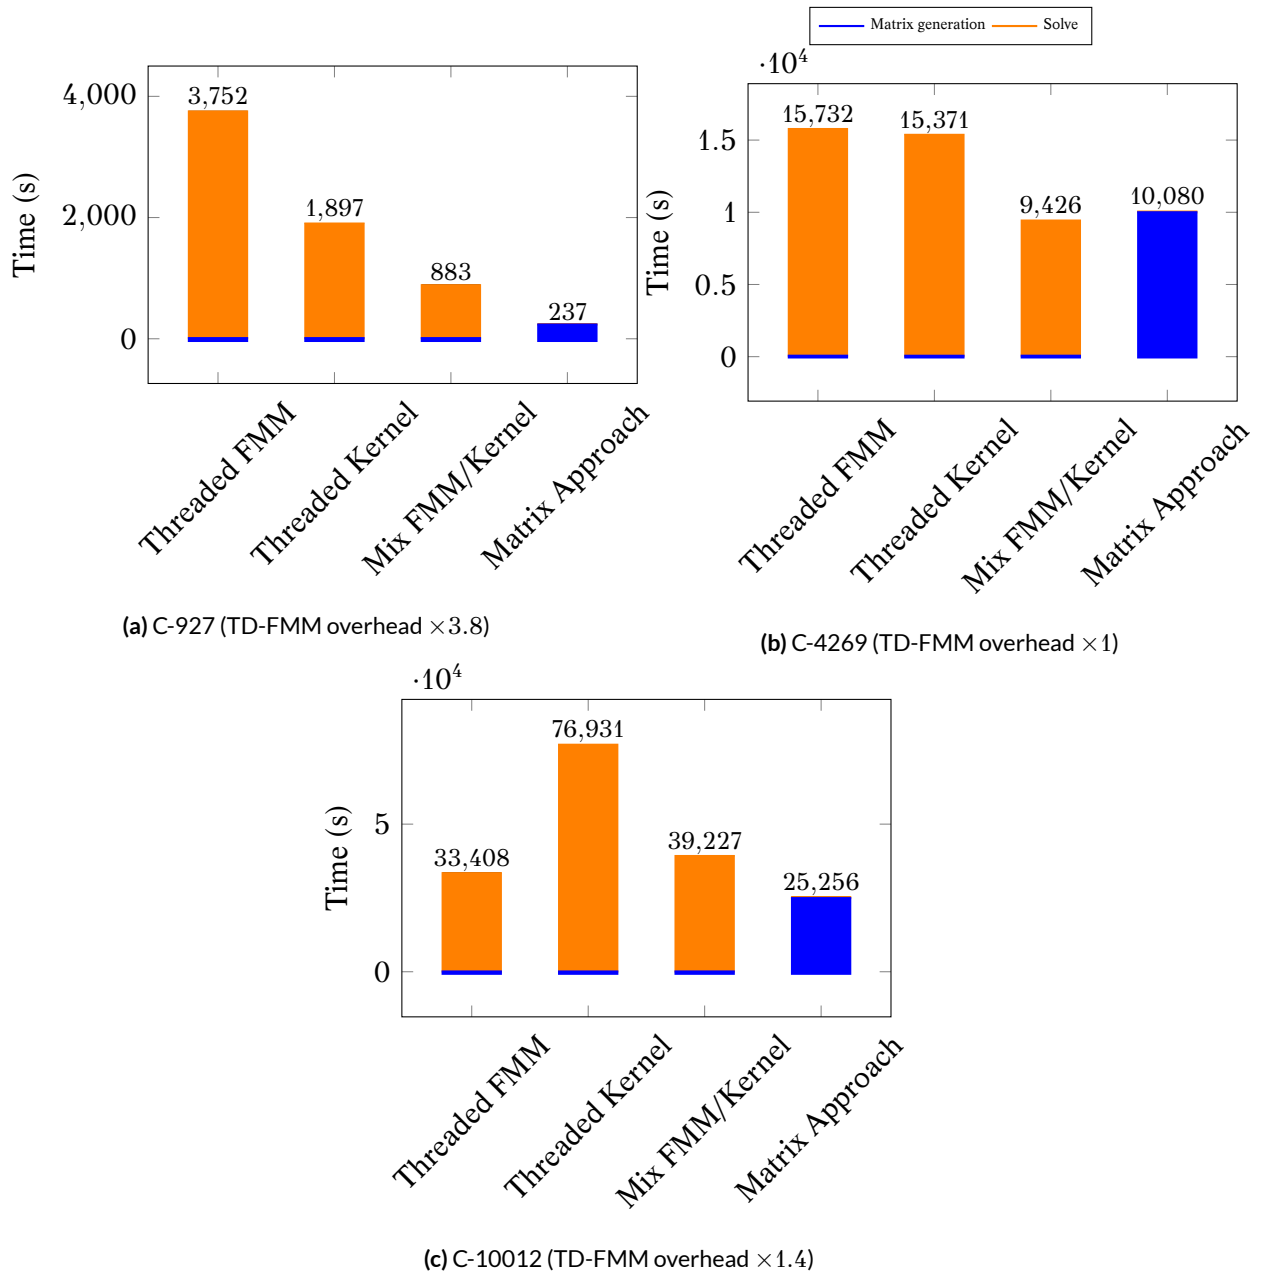 Matrix generation Solve
4,000
2,000
0
Time (s)
3,752
1,897
883
237
Threaded FMM
Threaded Kernel
Mix FMM/Kernel
Matrix Approach
(a) C-927 (TD-FMM overhead ×3.8)
·10⁴
1.5
1
0.5
0
Time (s)
15,732
15,371
9,426
10,080
Threaded FMM
Threaded Kernel
Mix FMM/Kernel
Matrix Approach
(b) C-4269 (TD-FMM overhead ×1)
·10⁴
5
0
Time (s)
33,408
76,931
39,227
25,256
Threaded FMM
Threaded Kernel
Mix FMM/Kernel
Matrix Approach
(c) C-10012 (TD-FMM overhead ×1.4)